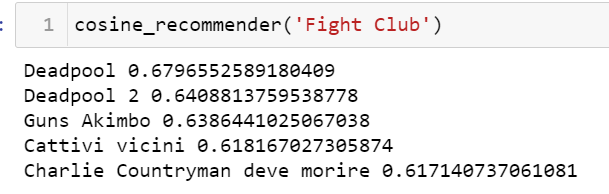 1 cosine_recommender('Fight Club')
Deadpool 0.6796552589180409
Deadpool 2 0.6408813759538778
Guns Akimbo 0.6386441025067038
Cattivi vicini 0.618167027305874
Charlie Countryman deve morire 0.617140737061081